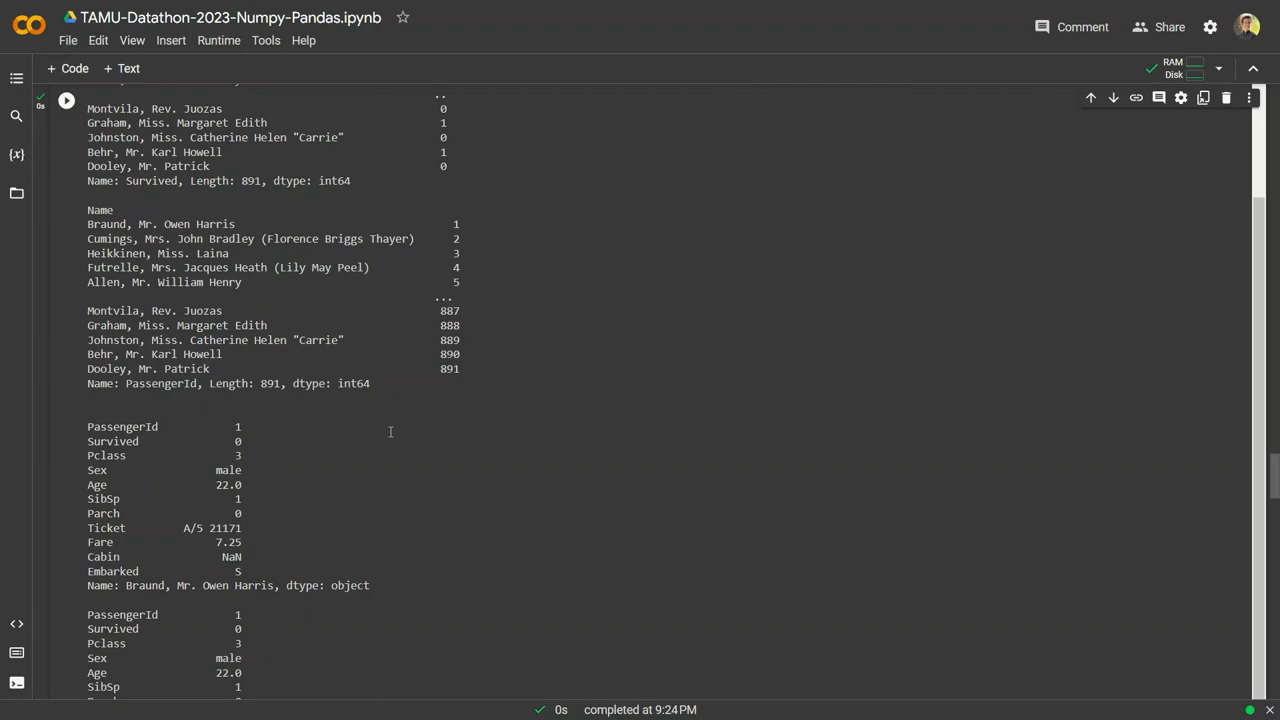 TAMU-Datathon-2023-Numpy-Pandas.ipynb
File Edit View Insert Runtime Tools Help
Comment Share
+ Code + Text
RAM
Disk
0s
..
Montvila, Rev. Juozas 0
Graham, Miss. Margaret Edith 1
Johnston, Miss. Catherine Helen "Carrie" 0
Behr, Mr. Karl Howell 1
Dooley, Mr. Patrick 0
Name: Survived, Length: 891, dtype: int64
Name
Braund, Mr. Owen Harris 1
Cumings, Mrs. John Bradley (Florence Briggs Thayer) 2
Heikkinen, Miss. Laina 3
Futrelle, Mrs. Jacques Heath (Lily May Peel) 4
Allen, Mr. William Henry 5
...
Montvila, Rev. Juozas 887
Graham, Miss. Margaret Edith 888
Johnston, Miss. Catherine Helen "Carrie" 889
Behr, Mr. Karl Howell 890
Dooley, Mr. Patrick 891
Name: PassengerId, Length: 891, dtype: int64
PassengerId 1
Survived 0
Pclass 3
Sex male
Age 22.0
SibSp 1
Parch 0
Ticket A/5 21171
Fare 7.25
Cabin NaN
Embarked S
Name: Braund, Mr. Owen Harris, dtype: object
PassengerId 1
Survived 0
Pclass 3
Sex male
Age 22.0
SibSp 1
0s completed at 9:24 PM